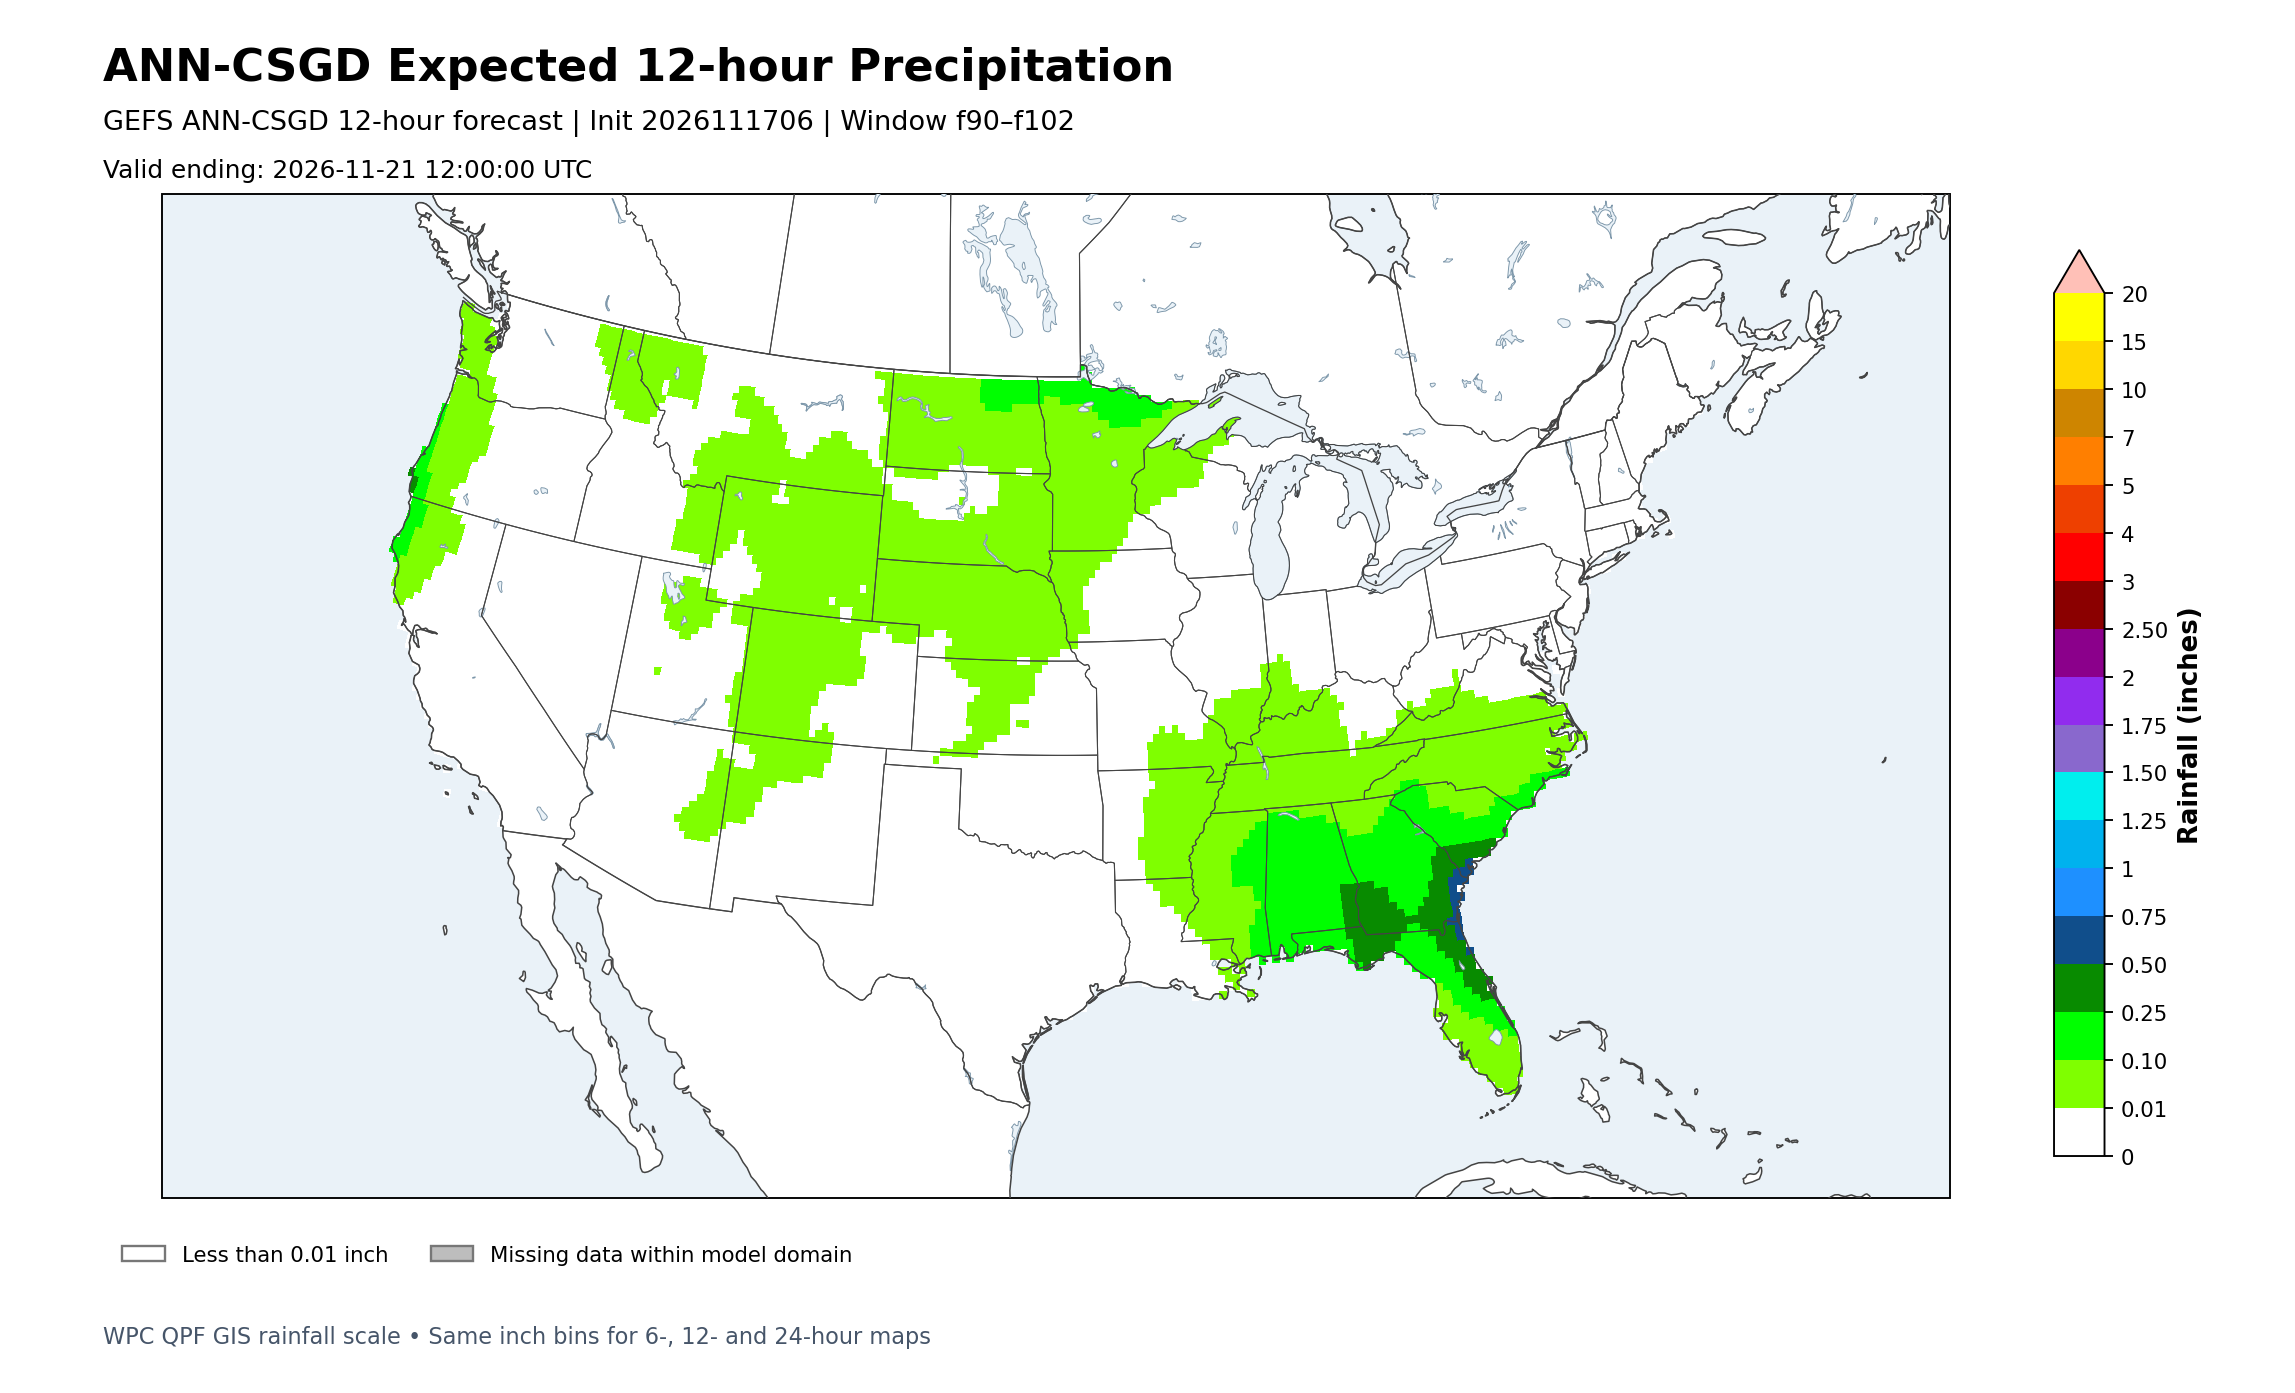 ANN-CSGD Expected 12-hour Precipitation
GEFS ANN-CSGD 12-hour forecast | Init 2026111706 | Window f90–f102
Valid ending: 2026-11-21 12:00:00 UTC
20
15
10
7
5
4
3
2.50
2
1.75
1.50
1.25
1
0.75
0.50
0.25
0.10
0.01
0
Rainfall (inches)
Less than 0.01 inch
Missing data within model domain
WPC QPF GIS rainfall scale • Same inch bins for 6-, 12- and 24-hour maps